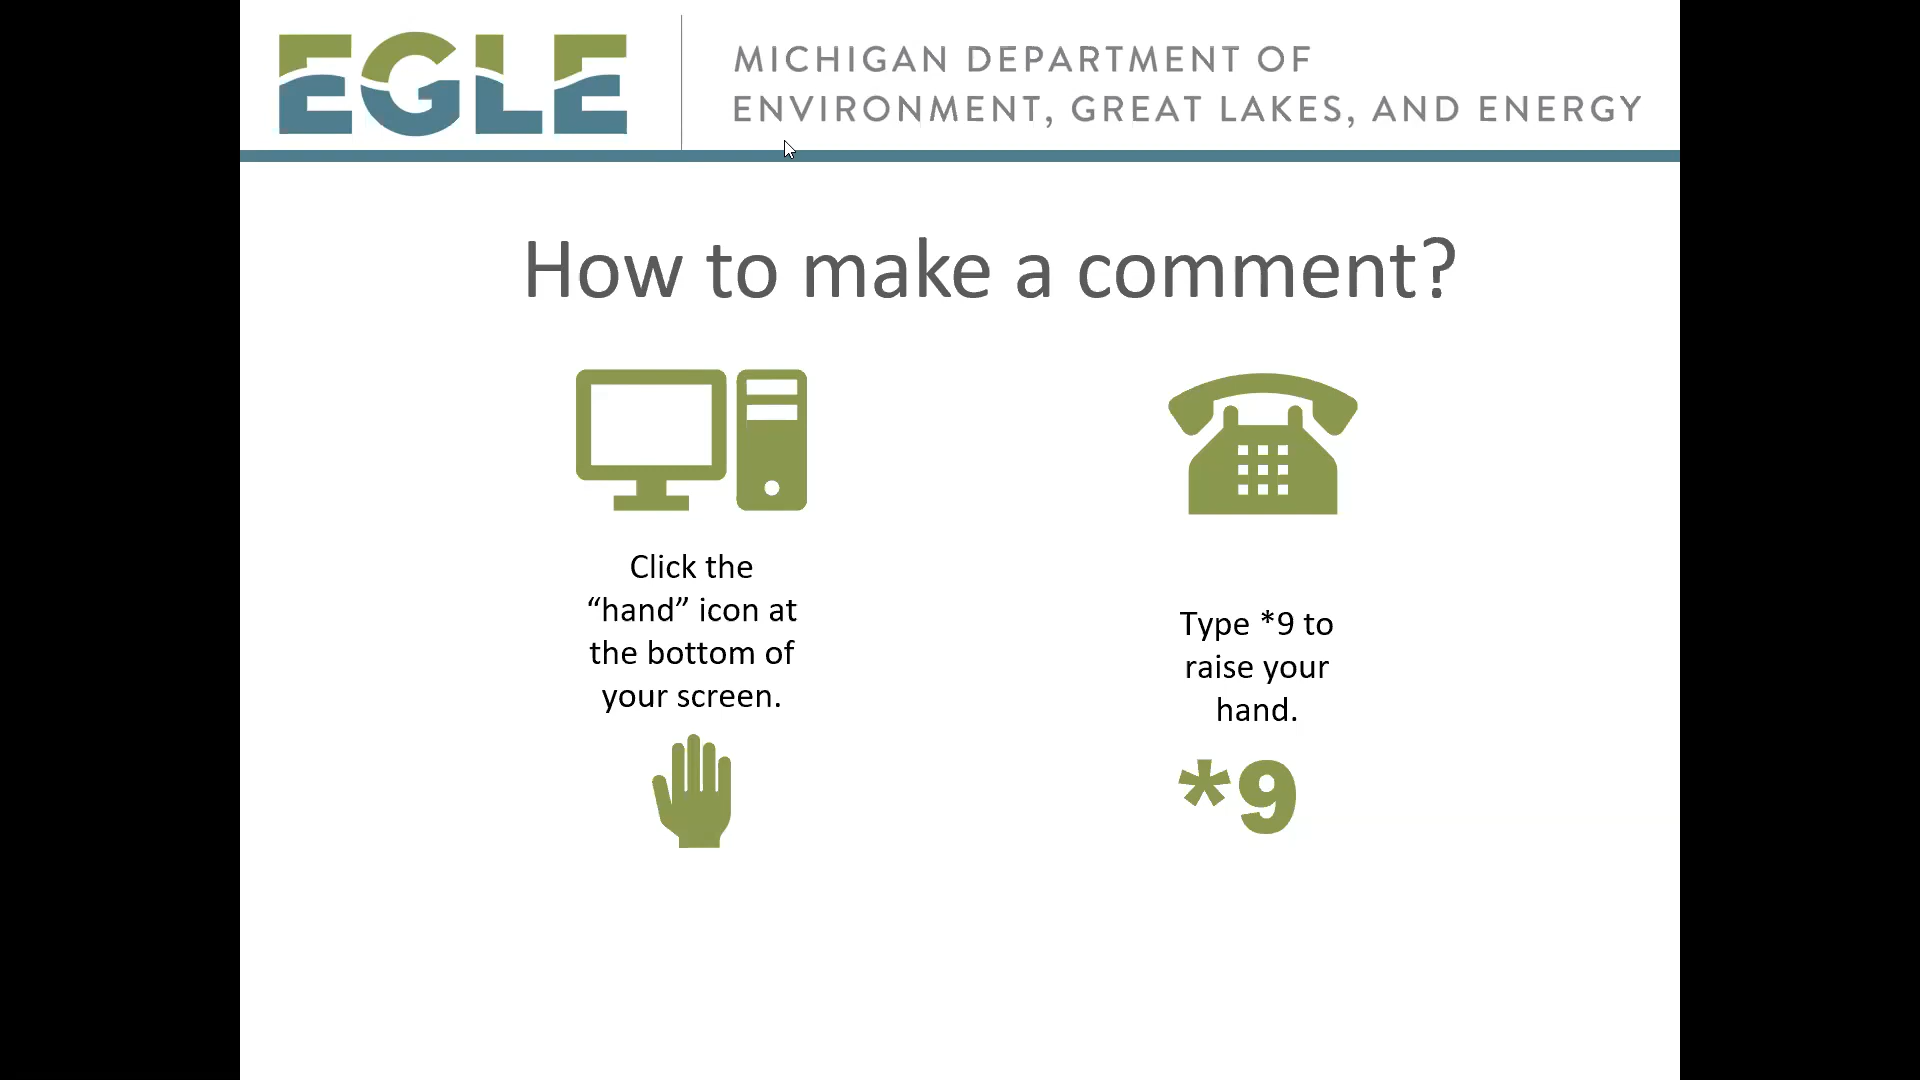 EGLE
MICHIGAN DEPARTMENT OF
ENVIRONMENT, GREAT LAKES, AND ENERGY
How to make a comment?
Click the
“hand” icon at
the bottom of
your screen.
Type *9 to
raise your
hand.
*9